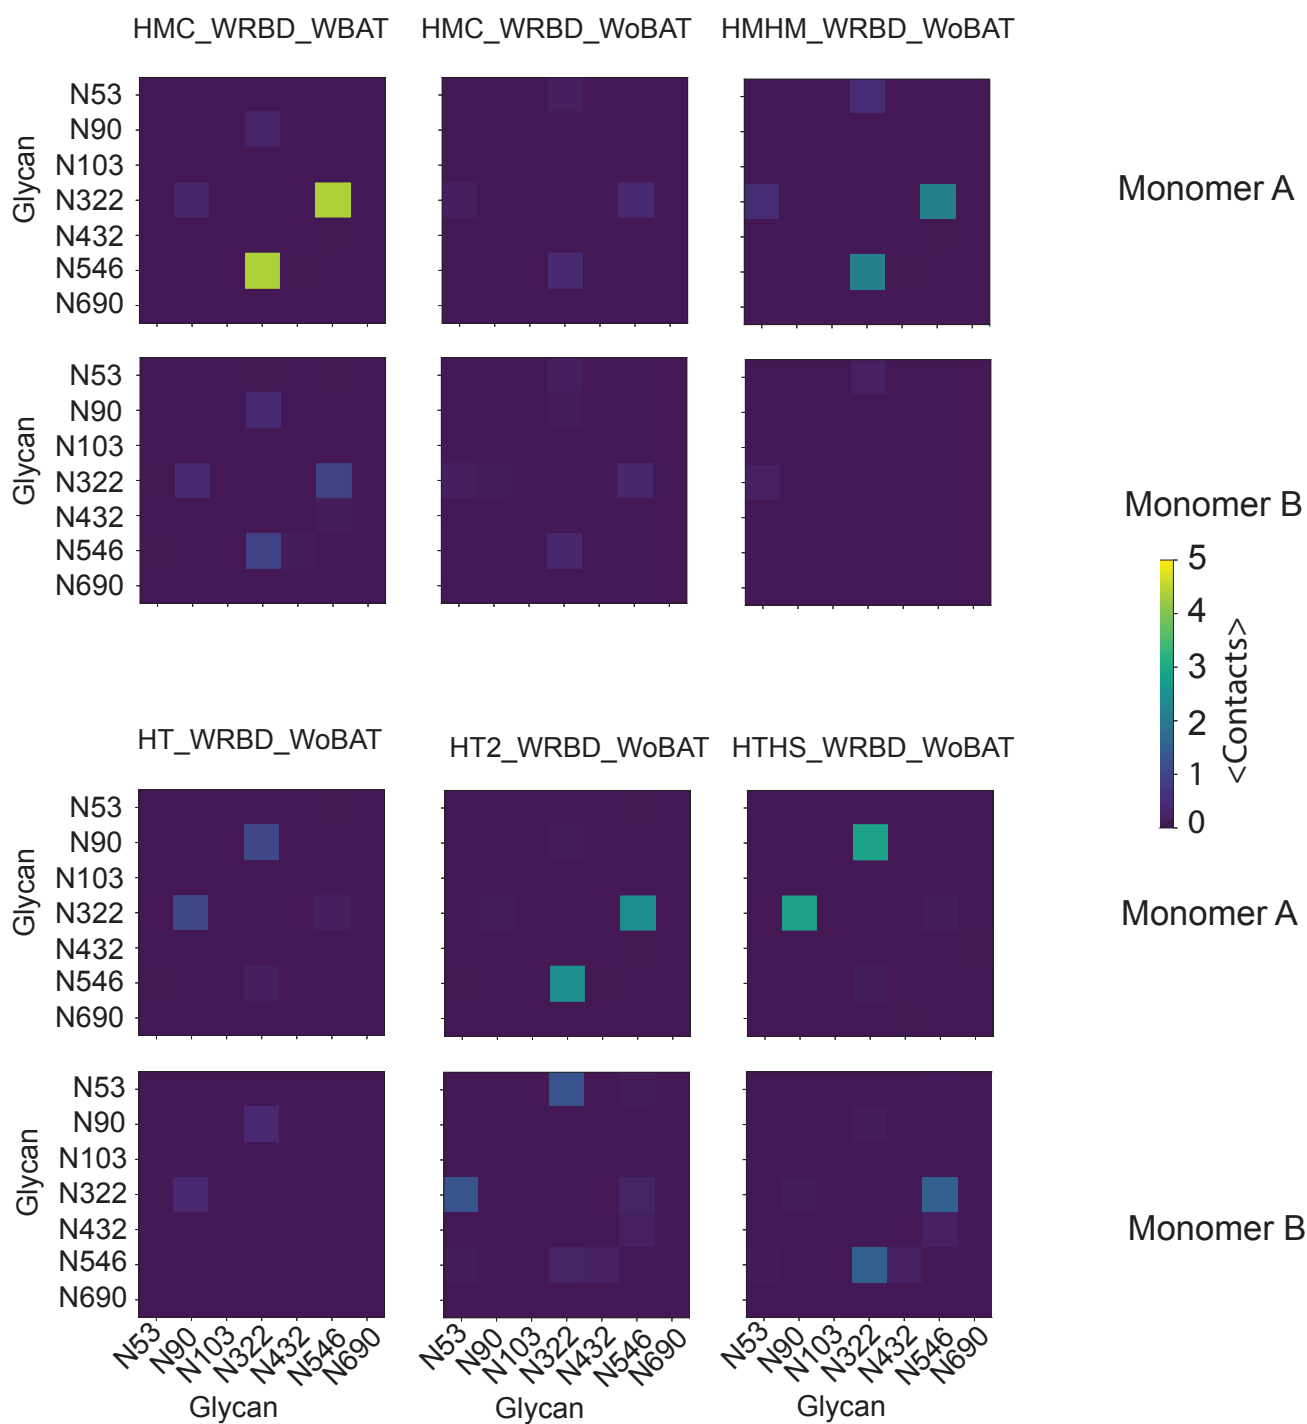 HMC_WRBD_WBAT HMC_WRBD_WoBAT HMHM_WRBD_WoBAT
Glycan
N53
N90
N103
N322
N432
N546
N690
Monomer A
Glycan
N53
N90
N103
N322
N432
N546
N690
Monomer B
5
4
3
2
1
0
<Contacts>
HT_WRBD_WoBAT HT2_WRBD_WoBAT HTHS_WRBD_WoBAT
Glycan
N53
N90
N103
N322
N432
N546
N690
Monomer A
Glycan
N53
N90
N103
N322
N432
N546
N690
Monomer B
N53 N90 N103 N322 N432 N546 N690
Glycan
N53 N90 N103 N322 N432 N546 N690
Glycan
N53 N90 N103 N322 N432 N546 N690
Glycan